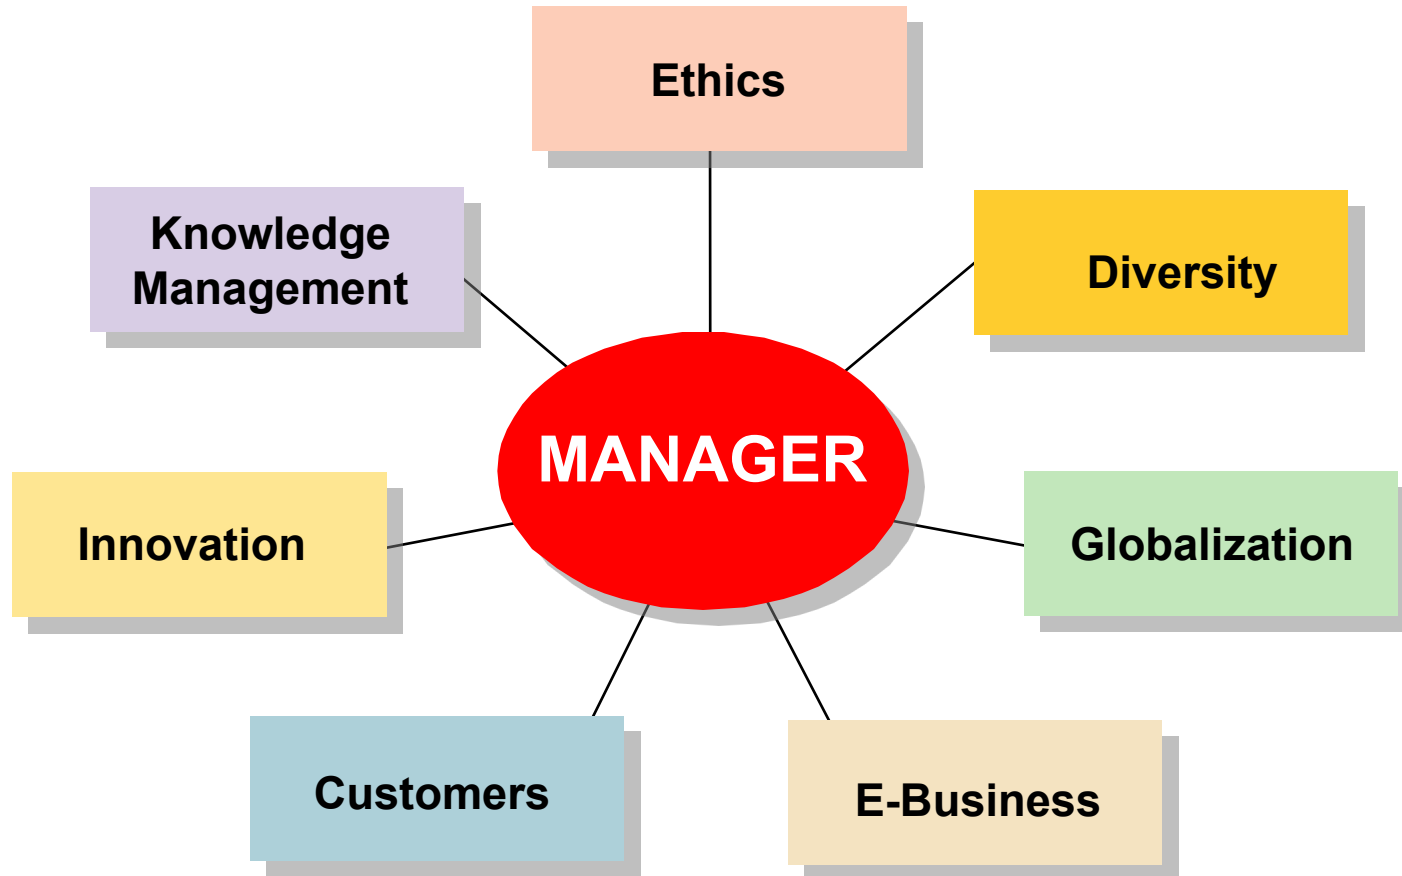 Ethics
Knowledge
Management
Diversity
MANAGER
Innovation
Globalization
Customers
E-Business